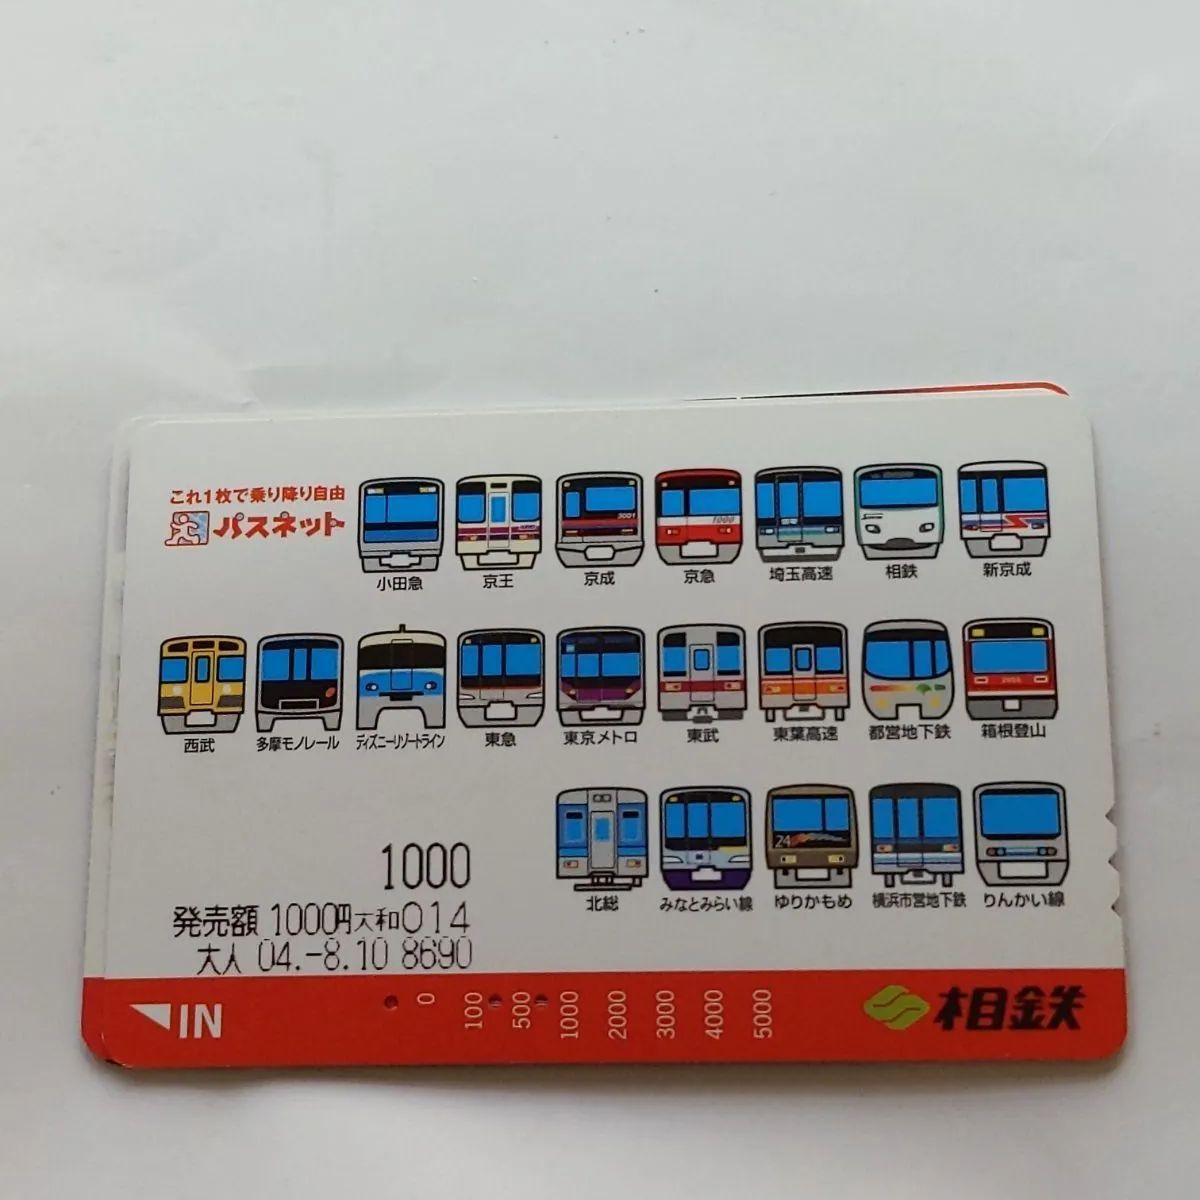 これ1枚で乗り降り自由
パスネット
3001
1000
小田急 京王 京成 京急 埼玉高速 相鉄 新京成
西武 多摩モノレール ディズニーリゾートライン 東急 東京メトロ 東武 東葉高速 都営地下鉄 箱根登山
24
北総 みなとみらい線 ゆりかもめ 横浜市営地下鉄 りんかい線
1000
発売額 1000円大和014
大人 04.-8.10 8690
IN 0 100 500 1000 2000 3000 4000 5000 相鉄